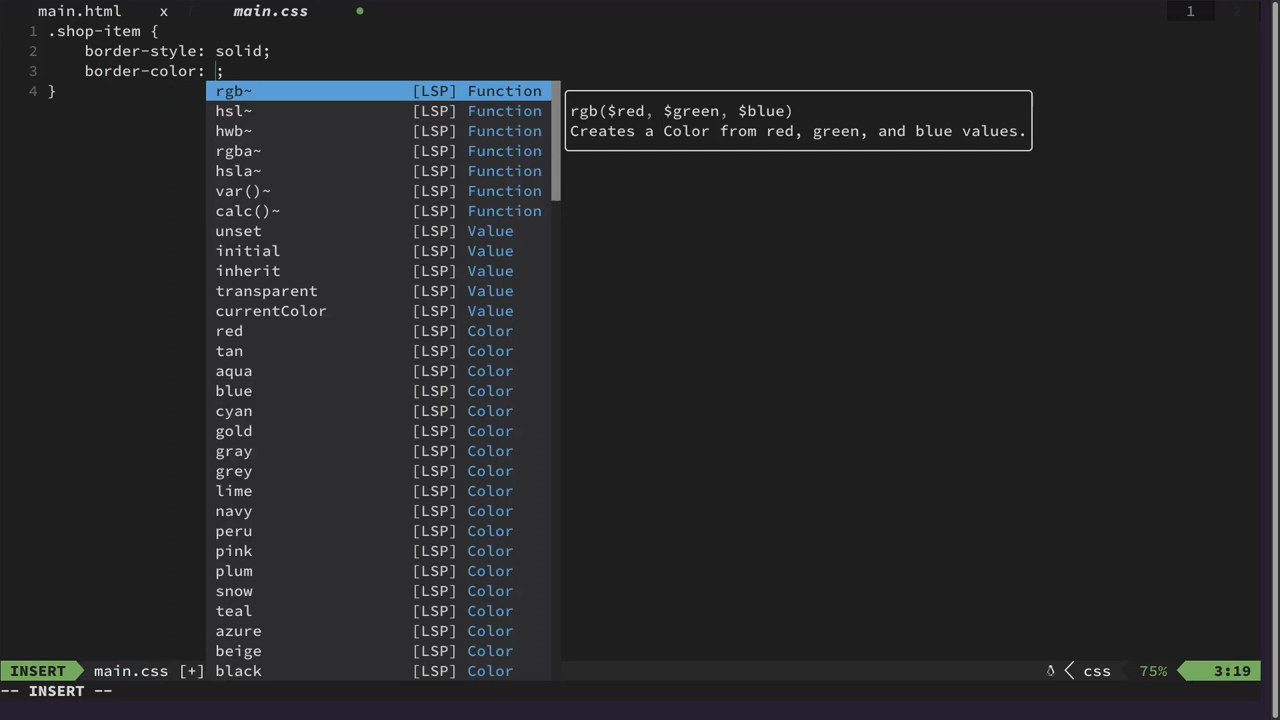 main.html x main.css 1
1 .shop-item {
2 border-style: solid;
3 border-color: ;
4 }
rgb~ [LSP] Function
hsl~ [LSP] Function
hwb~ [LSP] Function
rgba~ [LSP] Function
hsla~ [LSP] Function
var()~ [LSP] Function
calc()~ [LSP] Function
unset [LSP] Value
initial [LSP] Value
inherit [LSP] Value
transparent [LSP] Value
currentColor [LSP] Value
red [LSP] Color
tan [LSP] Color
aqua [LSP] Color
blue [LSP] Color
cyan [LSP] Color
gold [LSP] Color
gray [LSP] Color
grey [LSP] Color
lime [LSP] Color
navy [LSP] Color
peru [LSP] Color
pink [LSP] Color
plum [LSP] Color
snow [LSP] Color
teal [LSP] Color
azure [LSP] Color
beige [LSP] Color
black [LSP] Color
rgb($red, $green, $blue)
Creates a Color from red, green, and blue values.
INSERT main.css [+] css 75% 3:19
-- INSERT --